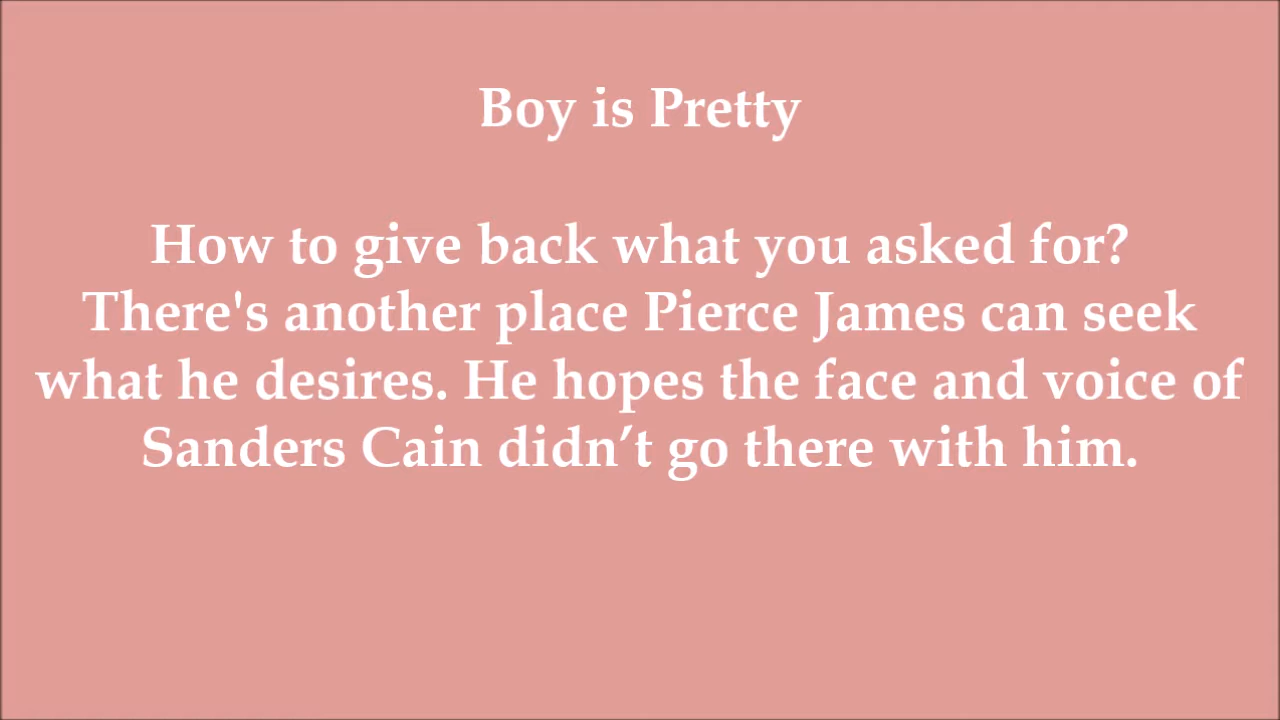 Boy is Pretty
How to give back what you asked for?
There's another place Pierce James can seek
what he desires. He hopes the face and voice of
Sanders Cain didn’t go there with him.